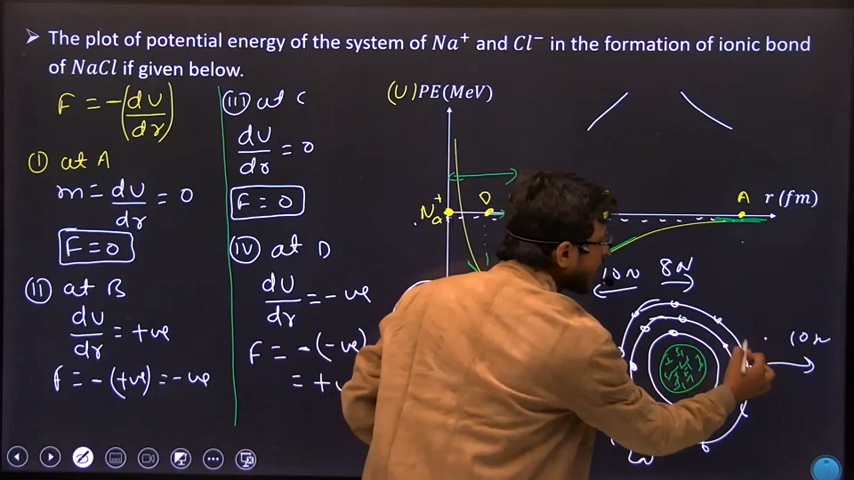 ➢ The plot of potential energy of the system of Na⁺ and Cl⁻ in the formation of ionic bond
of NaCl if given below.
F = -(dU/dr)
(I) at A
m = dU/dr = 0
F = 0
(II) at B
dU/dr = +ve
F = -(+ve) = -ve
(III) at C
dU/dr = 0
F = 0
(IV) at D
dU/dr = -ve
F = -(-ve)
= +v
(U) PE(MeV)
Na⁺
D
A
r(fm)
10N 8N
10N